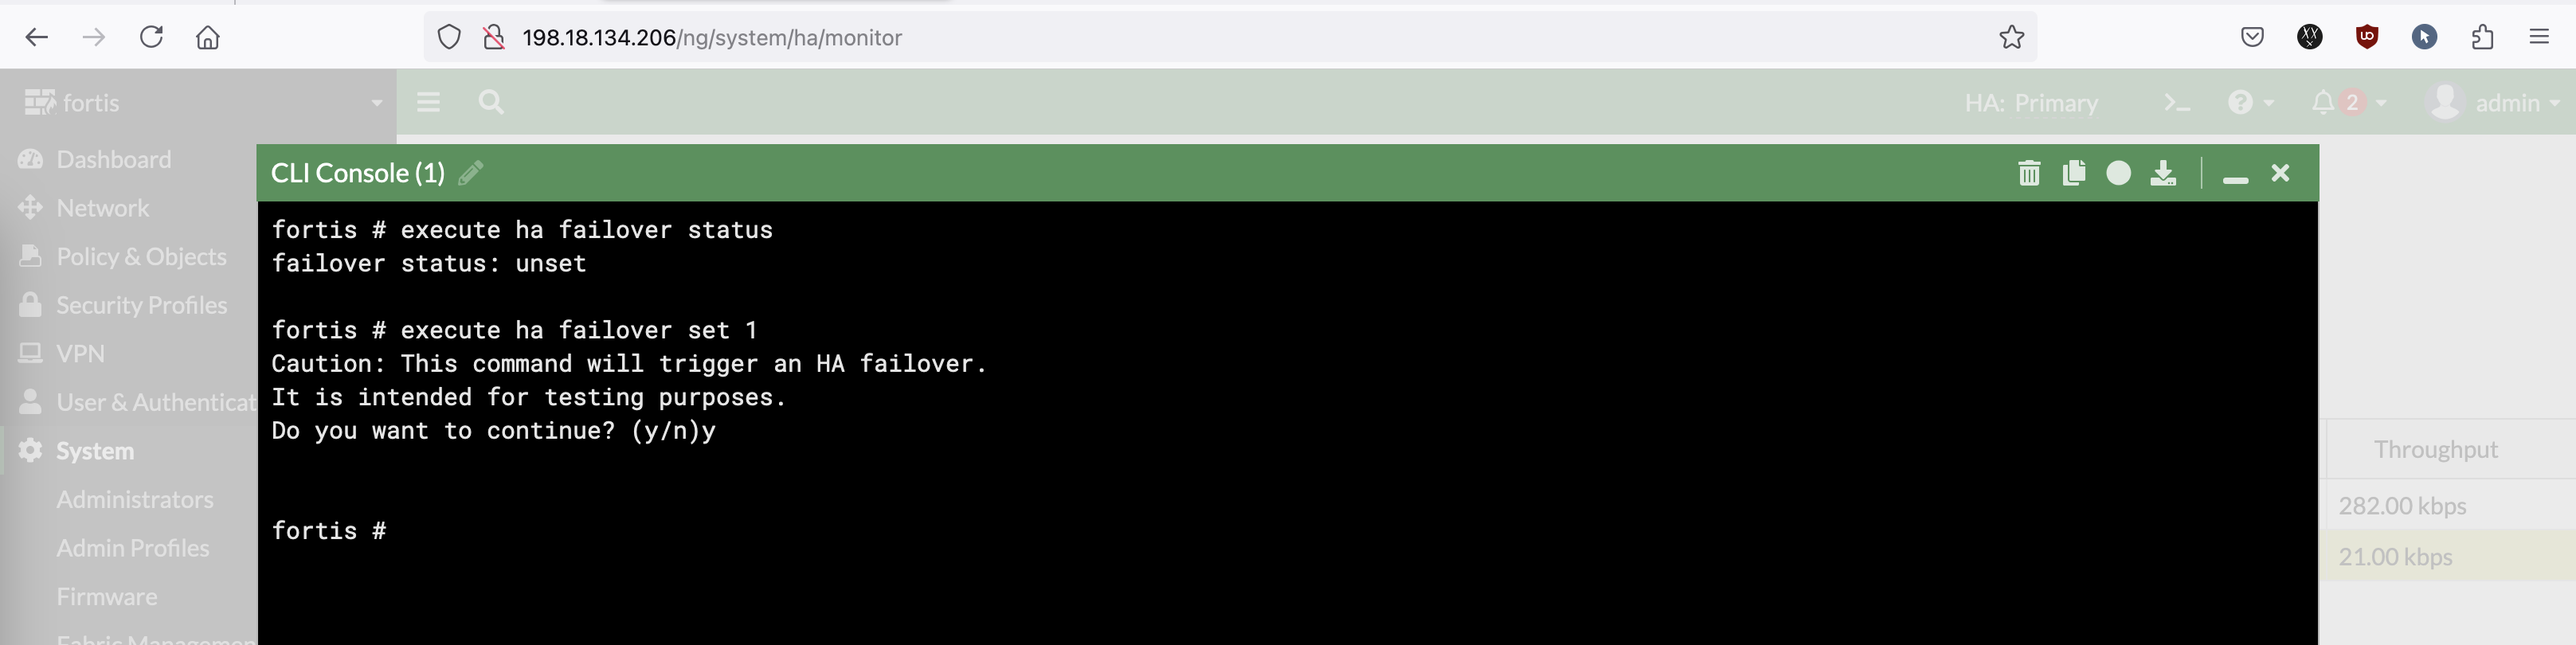 198.18.134.206/ng/system/ha/monitor
fortis
HA: Primary
2
admin
Dashboard
Network
Policy & Objects
Security Profiles
VPN
User & Authenticat
System
Administrators
Admin Profiles
Firmware
Fabric Managemen
CLI Console (1)
fortis # execute ha failover status
failover status: unset
fortis # execute ha failover set 1
Caution: This command will trigger an HA failover.
It is intended for testing purposes.
Do you want to continue? (y/n)y
fortis #
Throughput
282.00 kbps
21.00 kbps